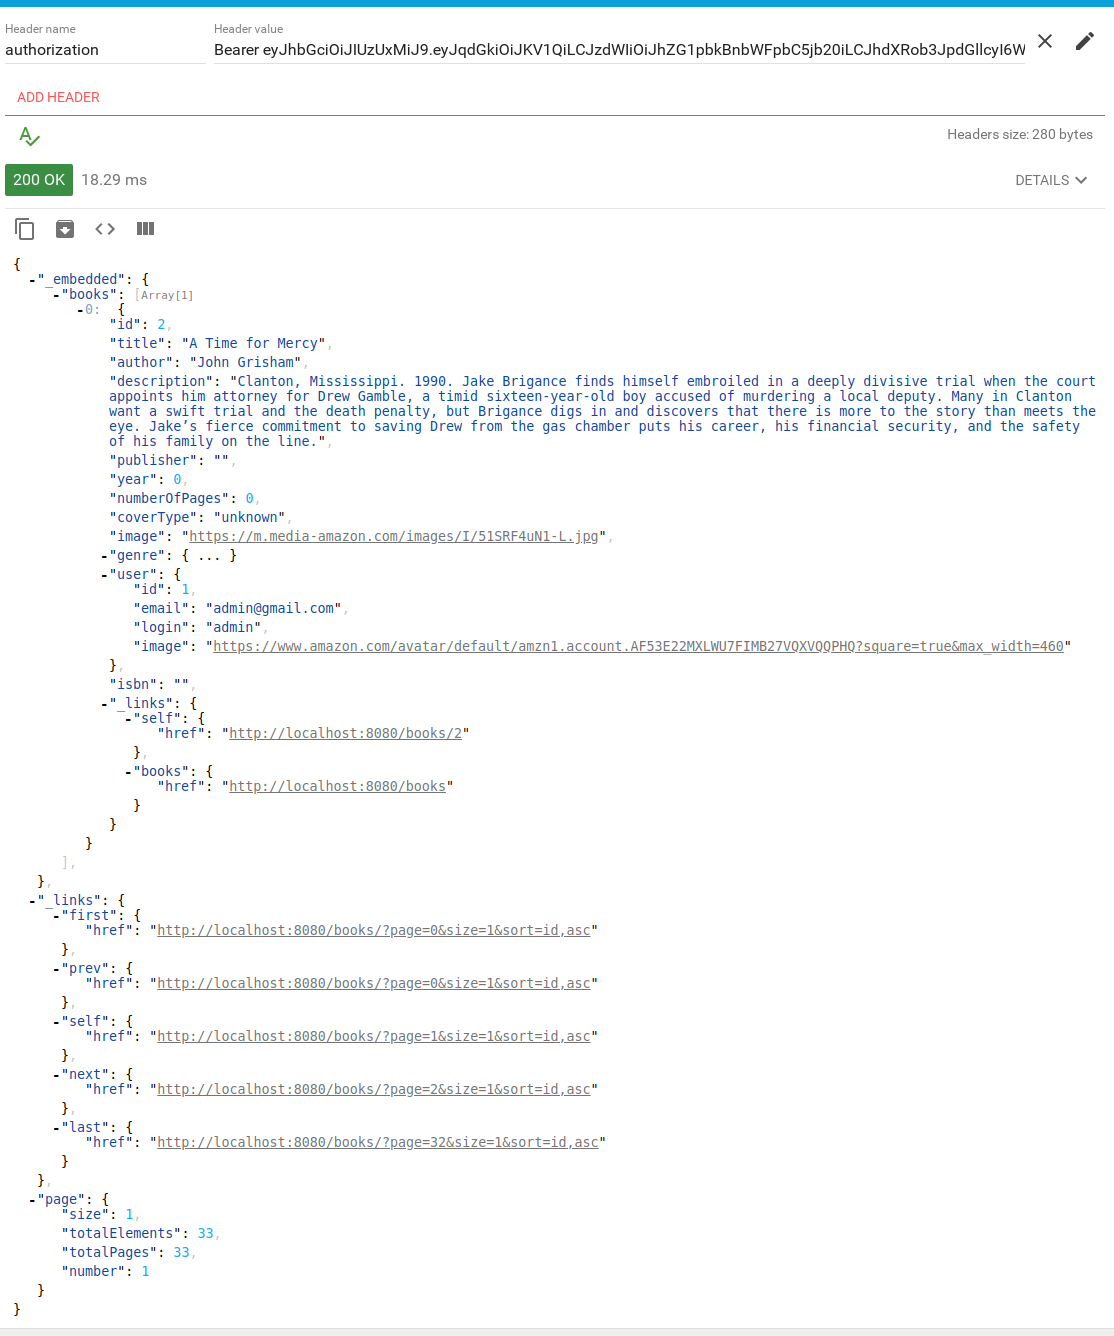 Header name
Header value
authorization
Bearer eyJhbGciOiJIUzUxMiJ9.eyJqdGkiOiJKV1QiLCJzdWIiOiJhZG1pbkBnbWFpbC5jb20iLCJhdXRob3JpdGllcyI6W
ADD HEADER
Headers size: 280 bytes
200 OK 18.29 ms
DETAILS
{
-"_embedded": {
-"books": [Array[1]
-0: {
"id": 2,
"title": "A Time for Mercy",
"author": "John Grisham",
"description": "Clanton, Mississippi. 1990. Jake Brigance finds himself embroiled in a deeply divisive trial when the court
appoints him attorney for Drew Gamble, a timid sixteen-year-old boy accused of murdering a local deputy. Many in Clanton
want a swift trial and the death penalty, but Brigance digs in and discovers that there is more to the story than meets the
eye. Jake’s fierce commitment to saving Drew from the gas chamber puts his career, his financial security, and the safety
of his family on the line.",
"publisher": "",
"year": 0,
"numberOfPages": 0,
"coverType": "unknown",
"image": "https://m.media-amazon.com/images/I/51SRF4uN1-L.jpg",
-"genre": { ... }
-"user": {
"id": 1,
"email": "admin@gmail.com",
"login": "admin",
"image": "https://www.amazon.com/avatar/default/amzn1.account.AF53E22MXLWU7FIMB27VQXVQQPHQ?square=true&max_width=460"
},
"isbn": "",
-"_links": {
-"self": {
"href": "http://localhost:8080/books/2"
},
-"books": {
"href": "http://localhost:8080/books"
}
}
}
],
},
-"_links": {
-"first": {
"href": "http://localhost:8080/books/?page=0&size=1&sort=id,asc"
},
-"prev": {
"href": "http://localhost:8080/books/?page=0&size=1&sort=id,asc"
},
-"self": {
"href": "http://localhost:8080/books/?page=1&size=1&sort=id,asc"
},
-"next": {
"href": "http://localhost:8080/books/?page=2&size=1&sort=id,asc"
},
-"last": {
"href": "http://localhost:8080/books/?page=32&size=1&sort=id,asc"
}
},
-"page": {
"size": 1,
"totalElements": 33,
"totalPages": 33,
"number": 1
}
}